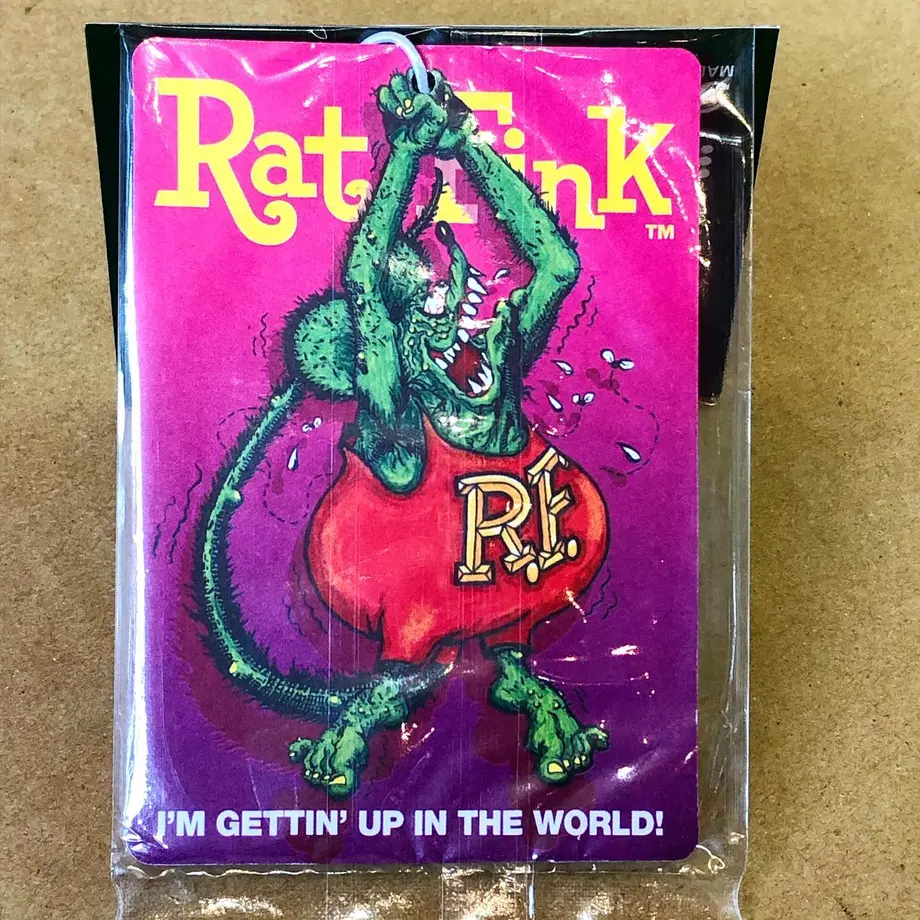 Rat Fink
TM
R.F.
I'M GETTIN' UP IN THE WORLD!